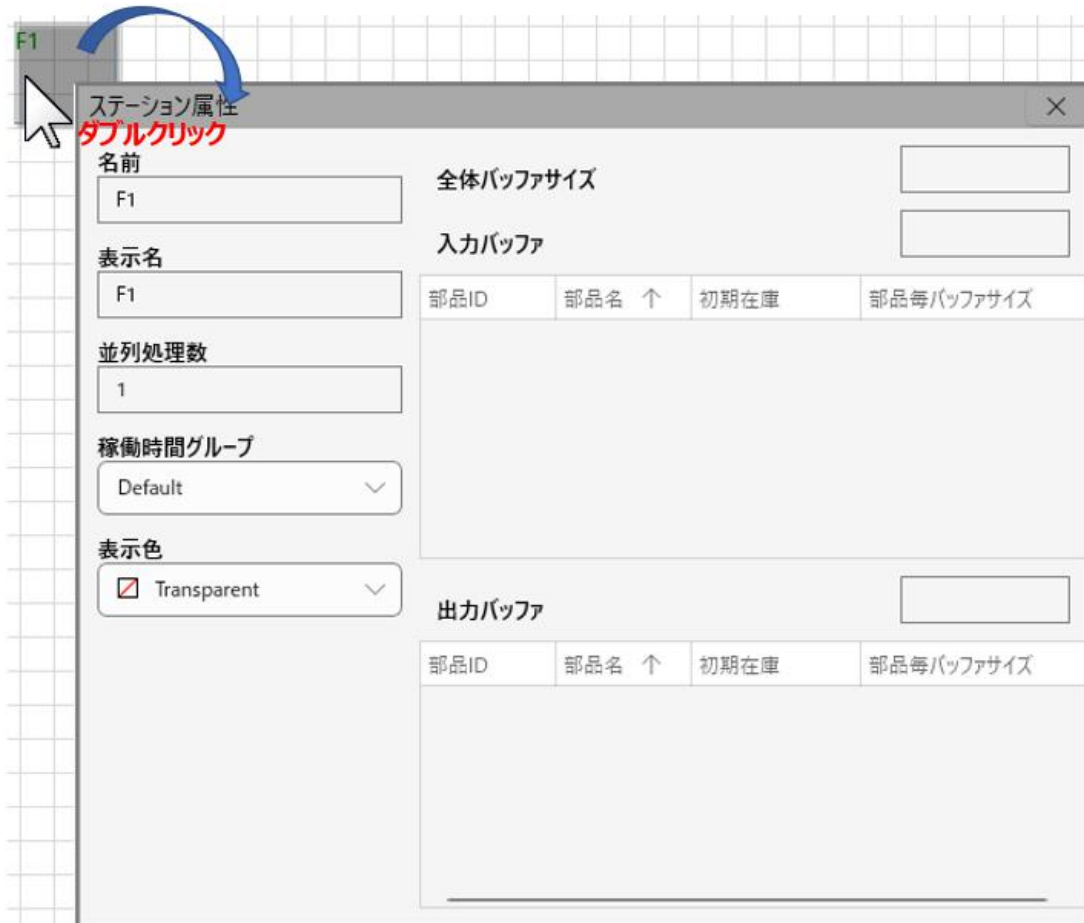 F1
ステーション属性
ダブルクリック
名前
F1
表示名
F1
並列処理数
1
稼働時間グループ
Default
表示色
Transparent
全体バッファサイズ
入力バッファ
部品ID 部品名 ↑ 初期在庫 部品毎バッファサイズ
出力バッファ
部品ID 部品名 ↑ 初期在庫 部品毎バッファサイズ